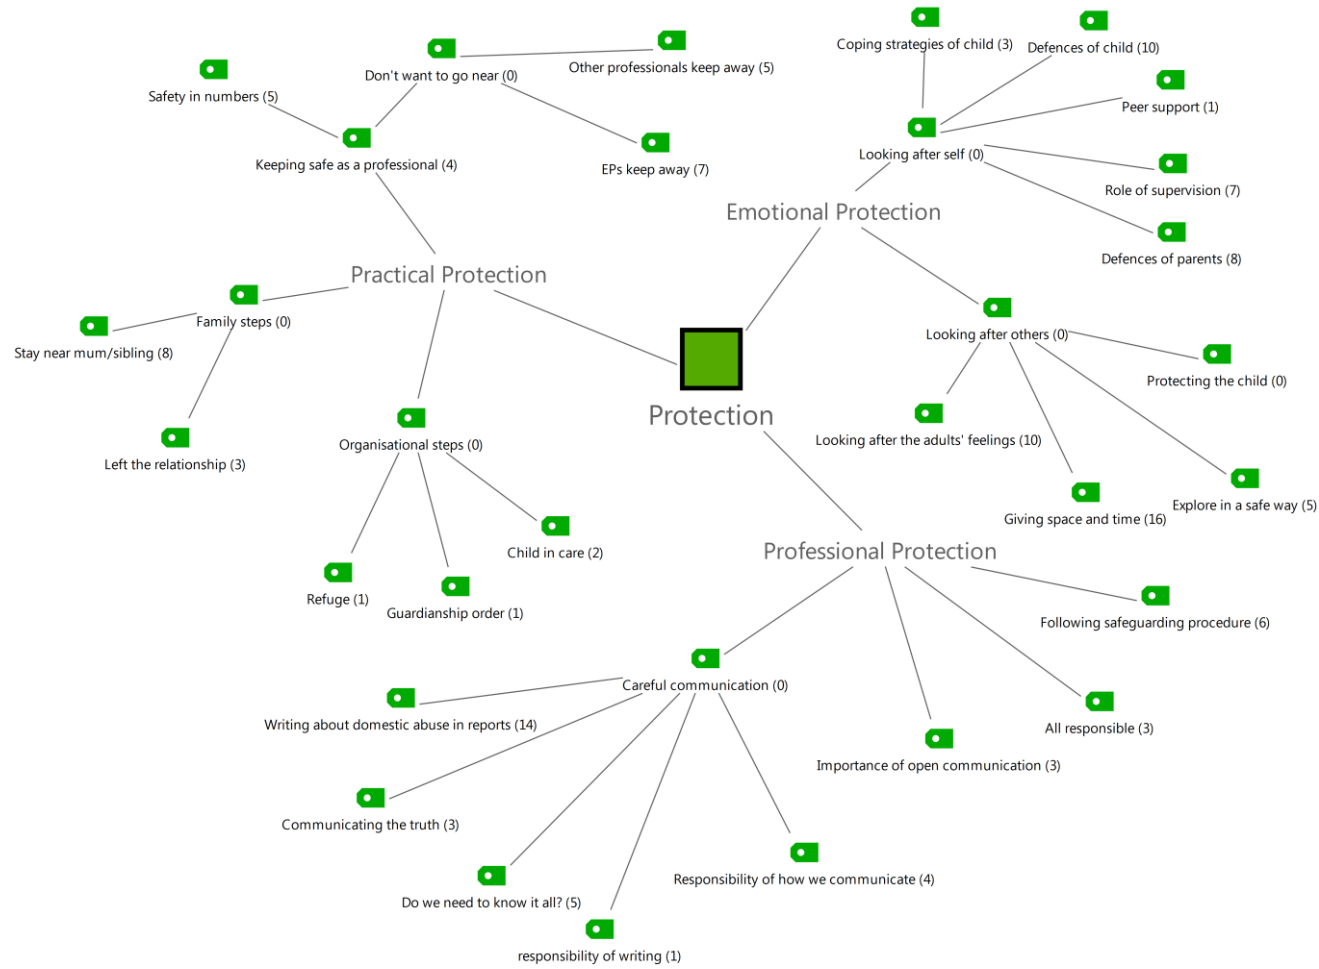 Coping strategies of child (3)
Defences of child (10)
Don't want to go near (0)
Other professionals keep away (5)
Safety in numbers (5)
Peer support (1)
Keeping safe as a professional (4)
EPs keep away (7)
Looking after self (0)
Role of supervision (7)
Emotional Protection
Defences of parents (8)
Practical Protection
Family steps (0)
Stay near mum/sibling (8)
Looking after others (0)
Protecting the child (0)
Protection
Organisational steps (0)
Looking after the adults' feelings (10)
Left the relationship (3)
Explore in a safe way (5)
Giving space and time (16)
Child in care (2)
Professional Protection
Refuge (1)
Guardianship order (1)
Following safeguarding procedure (6)
Careful communication (0)
Writing about domestic abuse in reports (14)
All responsible (3)
Importance of open communication (3)
Communicating the truth (3)
Responsibility of how we communicate (4)
Do we need to know it all? (5)
responsibility of writing (1)